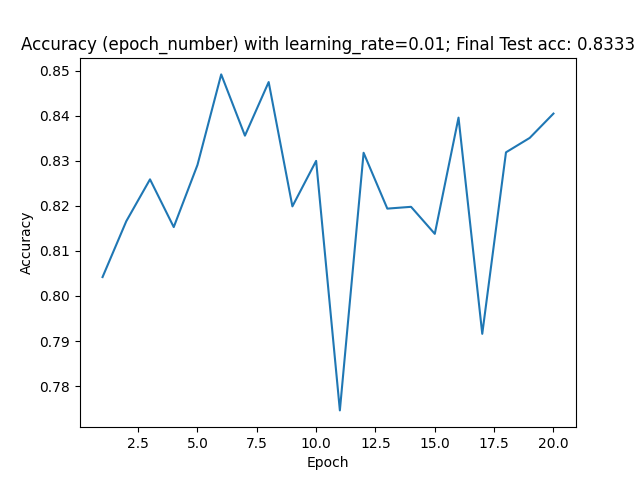 Accuracy (epoch_number) with learning_rate=0.01; Final Test acc: 0.8333
0.85
0.84
0.83
0.82
0.81
0.80
0.79
0.78
Accuracy
2.5 5.0 7.5 10.0 12.5 15.0 17.5 20.0
Epoch